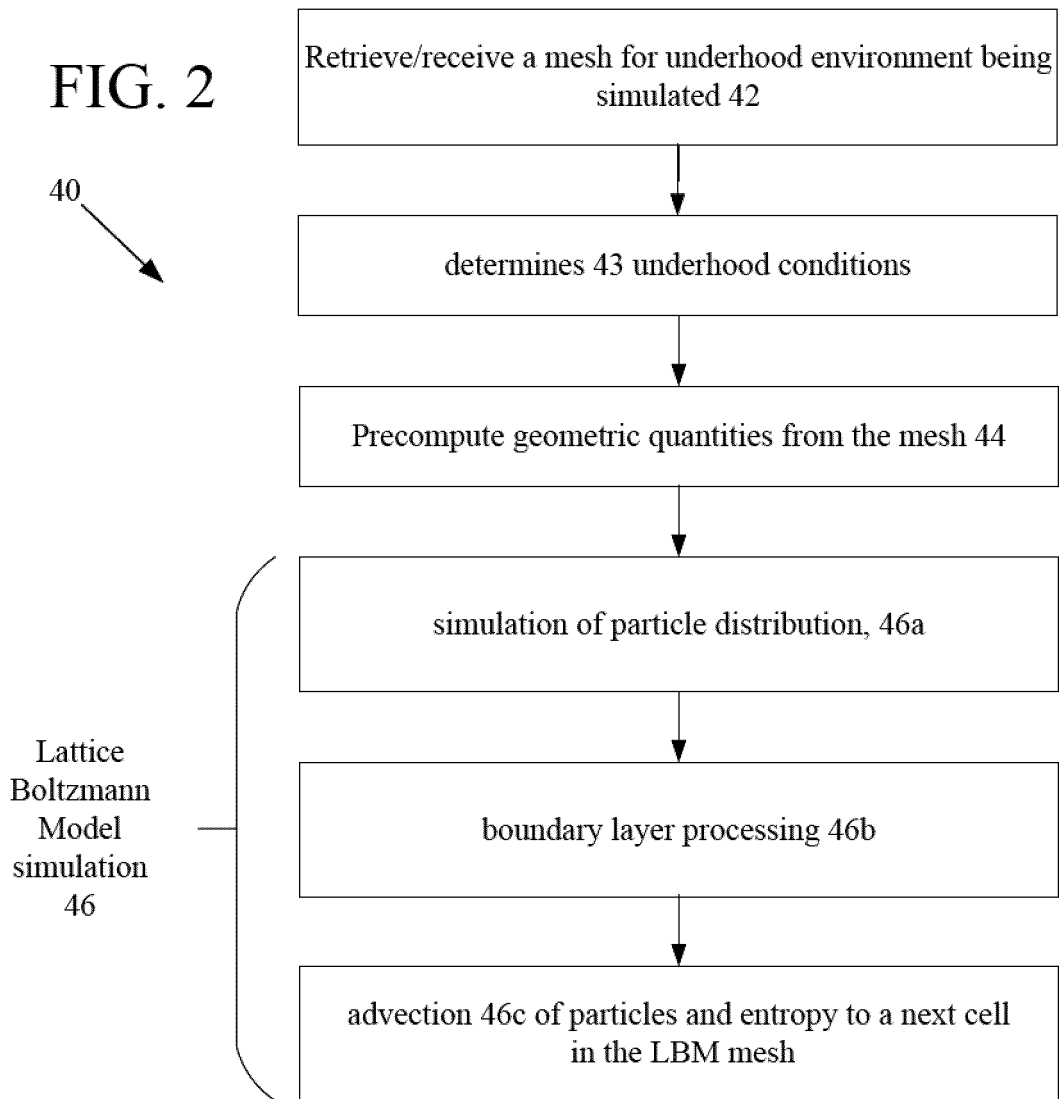 FIG. 2
40
Retrieve/receive a mesh for underhood environment being
simulated 42
determines 43 underhood conditions
Precompute geometric quantities from the mesh 44
Lattice
Boltzmann
Model
simulation
46
simulation of particle distribution, 46a
boundary layer processing 46b
advection 46c of particles and entropy to a next cell
in the LBM mesh